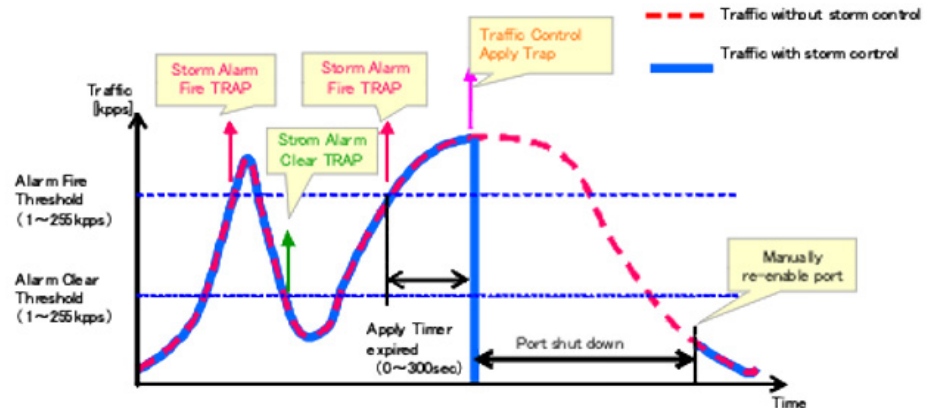 Traffic without storm control
Traffic with storm control
Traffic Control
Apply Trap
Storm Alarm
Fire TRAP
Storm Alarm
Fire TRAP
Traffic
[kpps]
Strom Alarm
Clear TRAP
Alarm Fire
Threshold
(1～255kpps)
Alarm Clear
Threshold
(1～255kpps)
Manually
re-enable port
Apply Timer
expired
(0～300sec)
Port shut down
Time